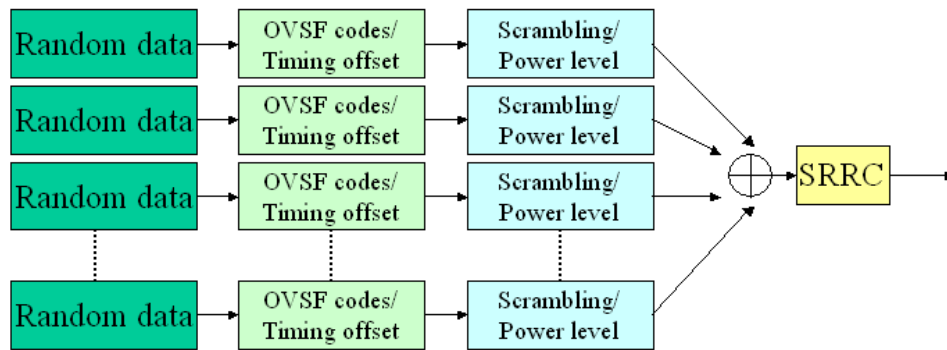 Random data
OVSF codes/
Timing offset
Scrambling/
Power level
Random data
OVSF codes/
Timing offset
Scrambling/
Power level
Random data
OVSF codes/
Timing offset
Scrambling/
Power level
SRRC
Random data
OVSF codes/
Timing offset
Scrambling/
Power level